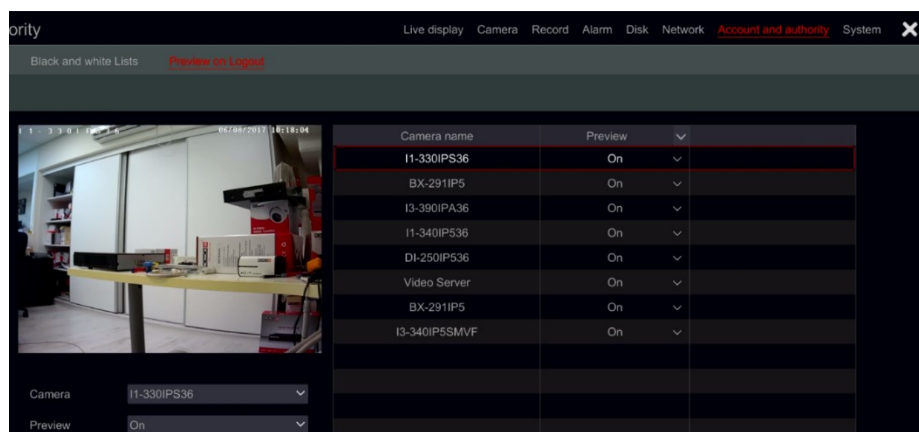 ority
Live display Camera Record Alarm Disk Network Account and authority System
Black and white Lists Preview on Logout
06/08/2017 10:18:04
Camera name Preview
I1-330IPS36 On
BX-291IP5 On
I3-390IPA36 On
I1-340IP536 On
DI-250IP536 On
Video Server On
BX-291IP5 On
I3-340IP5SMVF On
Camera I1-330IPS36
Preview On